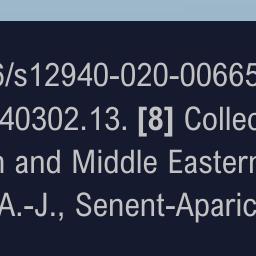 6/s12940-020-00665
40302.13. [8] Collec
n and Middle Eastern
A.-J., Senent-Aparic